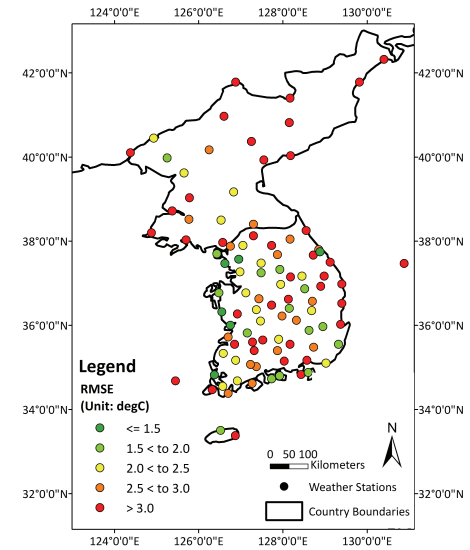 124°0'0"E 126°0'0"E 128°0'0"E 130°0'0"E
42°0'0"N 42°0'0"N
40°0'0"N 40°0'0"N
38°0'0"N 38°0'0"N
36°0'0"N 36°0'0"N
34°0'0"N 34°0'0"N
32°0'0"N 32°0'0"N
Legend
RMSE
(Unit: degC)
<= 1.5
1.5 < to 2.0
2.0 < to 2.5
2.5 < to 3.0
> 3.0
N
0 50 100
Kilometers
Weather Stations
Country Boundaries
124°0'0"E 126°0'0"E 128°0'0"E 130°0'0"E